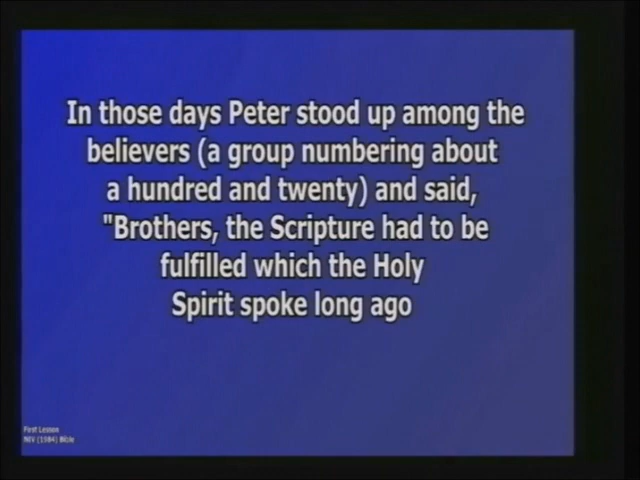 In those days Peter stood up among the
believers (a group numbering about
a hundred and twenty) and said,
"Brothers, the Scripture had to be
fulfilled which the Holy
Spirit spoke long ago
First Lesson
NIV (1984) Bible